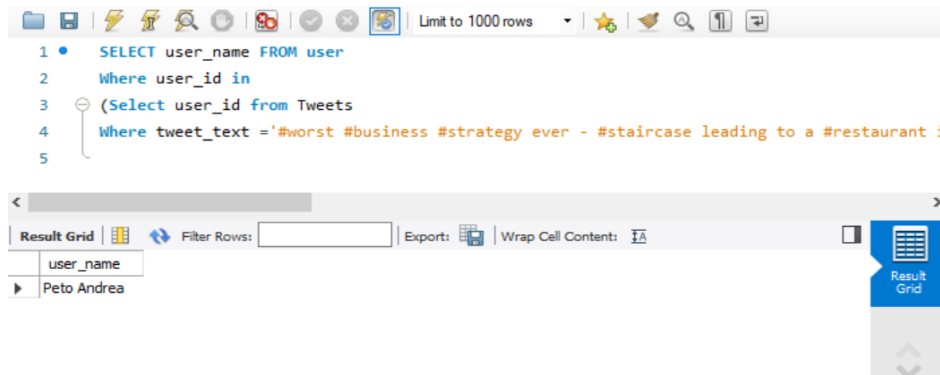 Limit to 1000 rows
1 SELECT user_name FROM user
2 Where user_id in
3 (Select user_id from Tweets
4 Where tweet_text ='#worst #business #strategy ever - #staircase leading to a #restaurant
5
Result Grid Filter Rows: Export: Wrap Cell Content:
user_name
Peto Andrea
Result
Grid